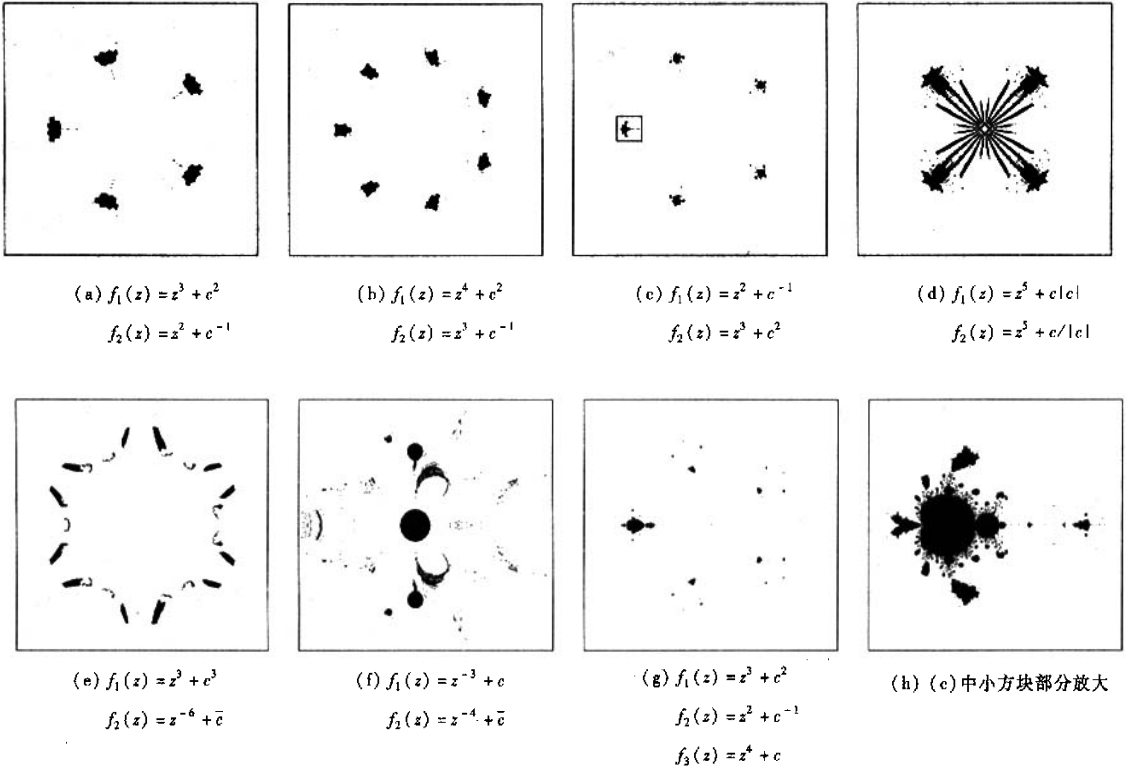 (a) f₁(z) = z³ + c²
f₂(z) = z² + c⁻¹
(b) f₁(z) = z⁴ + c²
f₂(z) = z³ + c⁻¹
(c) f₁(z) = z² + c⁻¹
f₂(z) = z³ + c²
(d) f₁(z) = z⁵ + c|c|
f₂(z) = z⁵ + c/|c|
(e) f₁(z) = z³ + c³
f₂(z) = z⁻⁶ + c̄
(f) f₁(z) = z⁻³ + c
f₂(z) = z⁻⁴ + c̄
(g) f₁(z) = z³ + c²
f₂(z) = z² + c⁻¹
f₃(z) = z⁴ + c
(h) (c)中小方块部分放大